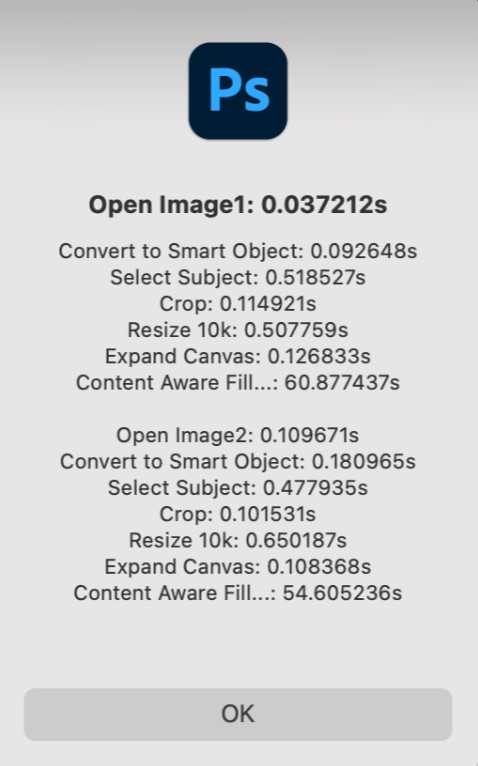 Ps
Open Image1: 0.037212s
Convert to Smart Object: 0.092648s
Select Subject: 0.518527s
Crop: 0.114921s
Resize 10k: 0.507759s
Expand Canvas: 0.126833s
Content Aware Fill...: 60.877437s
Open Image2: 0.109671s
Convert to Smart Object: 0.180965s
Select Subject: 0.477935s
Crop: 0.101531s
Resize 10k: 0.650187s
Expand Canvas: 0.108368s
Content Aware Fill...: 54.605236s
OK